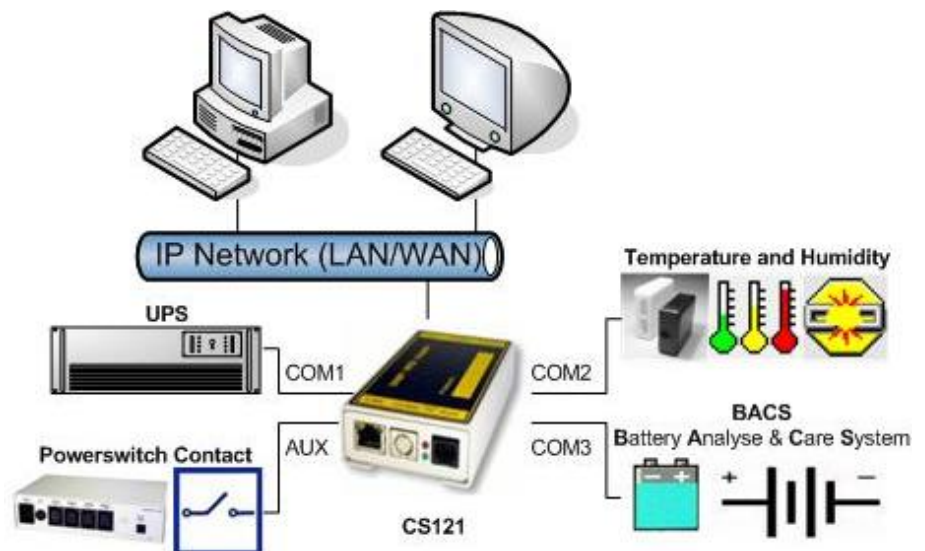 IP Network (LAN/WAN)
Temperature and Humidity
UPS
COM1
COM2
BACS
Battery Analyse & Care System
AUX
COM3
Powerswitch Contact
+
−
− +
CS121